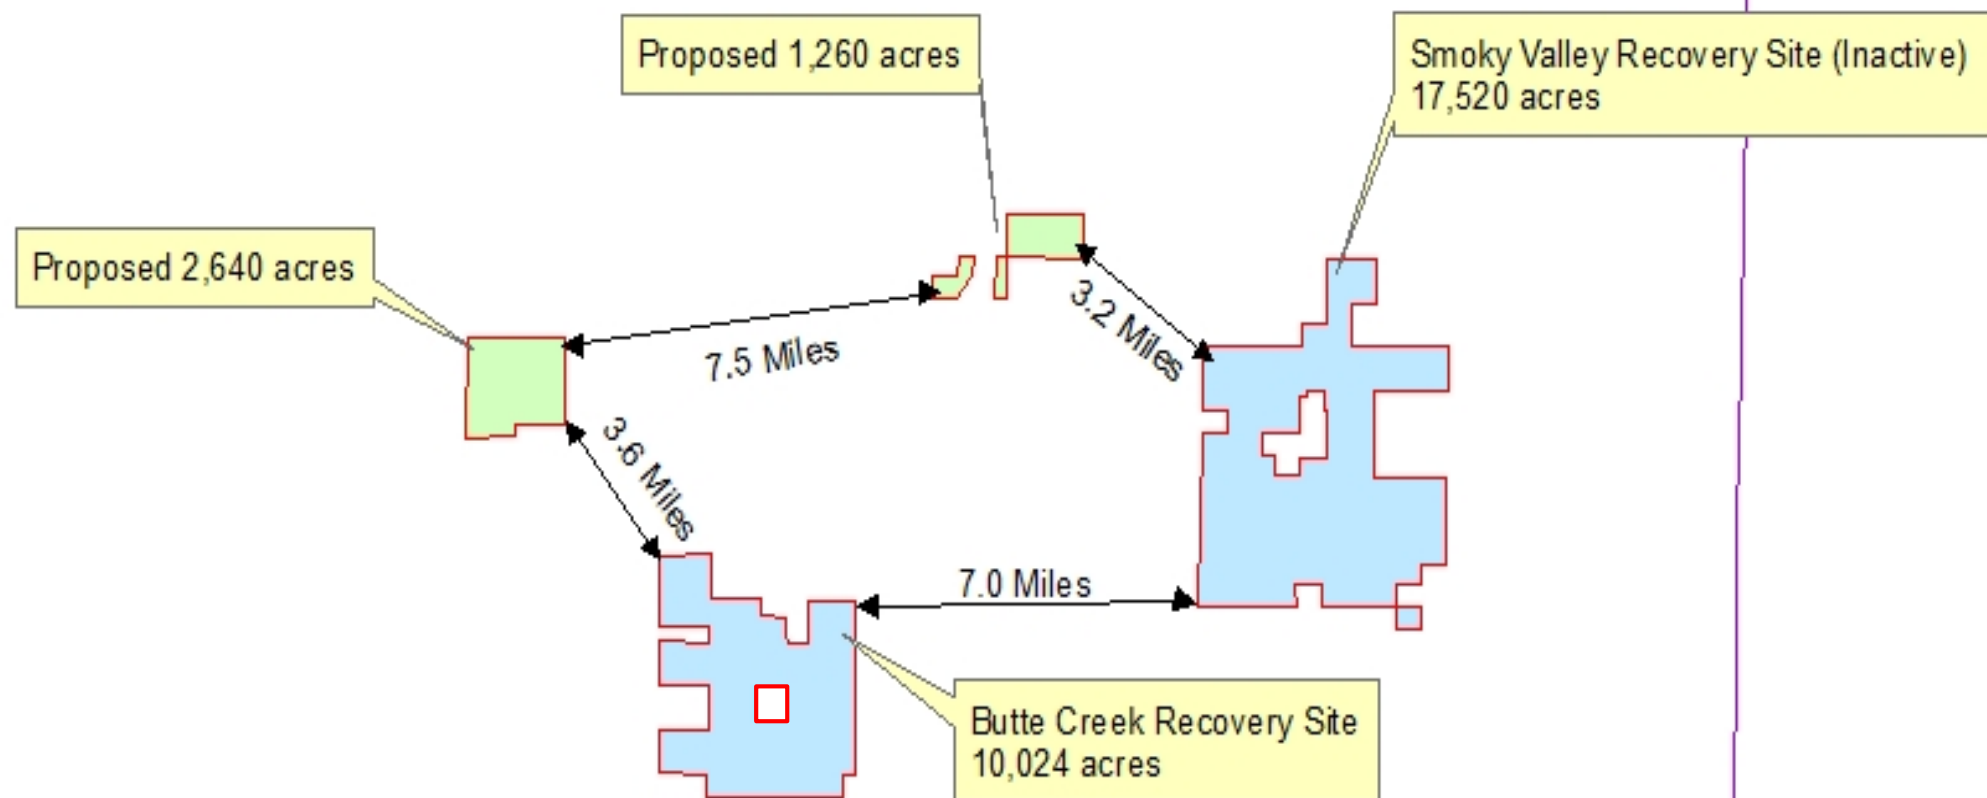 Proposed 1,260 acres
Smoky Valley Recovery Site (Inactive)
17,520 acres
Proposed 2,640 acres
3.2 Miles
7.5 Miles
3.6 Miles
7.0 Miles
Butte Creek Recovery Site
10,024 acres